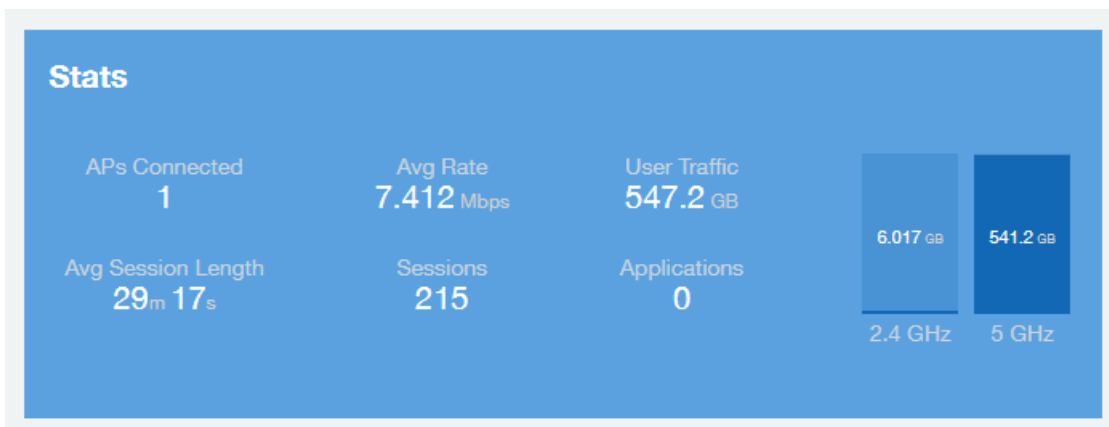 Stats
APs Connected Avg Rate User Traffic
1 7.412 Mbps 547.2 GB
6.017 GB 541.2 GB
Avg Session Length Sessions Applications
29m 17s 215 0
2.4 GHz 5 GHz